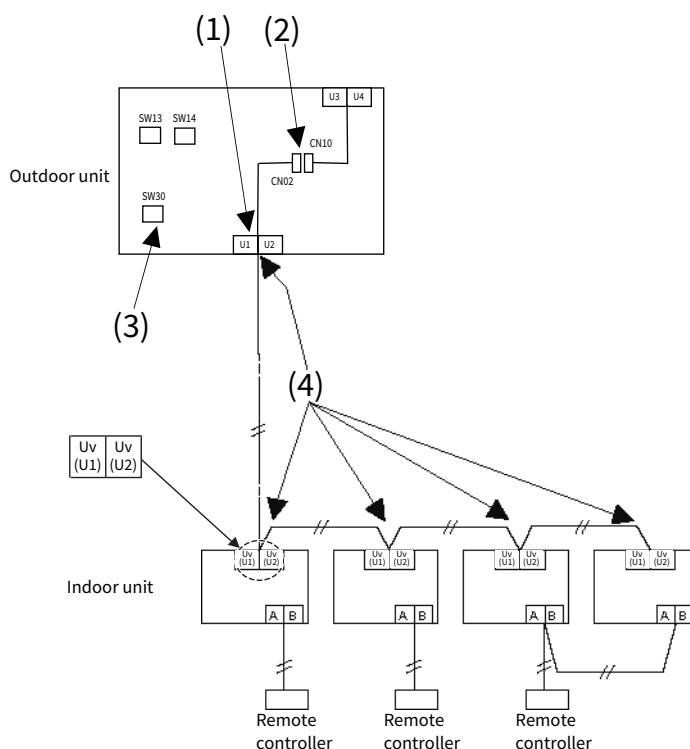 (1) (2)
U3 U4
SW13 SW14
CN10
Outdoor unit
CN02
SW30
U1 U2
(3)
(4)
Uv Uv
(U1) (U2)
Uv Uv Uv Uv Uv Uv Uv Uv
(U1) (U2) (U1) (U2) (U1) (U2) (U1) (U2)
Indoor unit
A B A B A B A B
Remote Remote Remote
controller controller controller